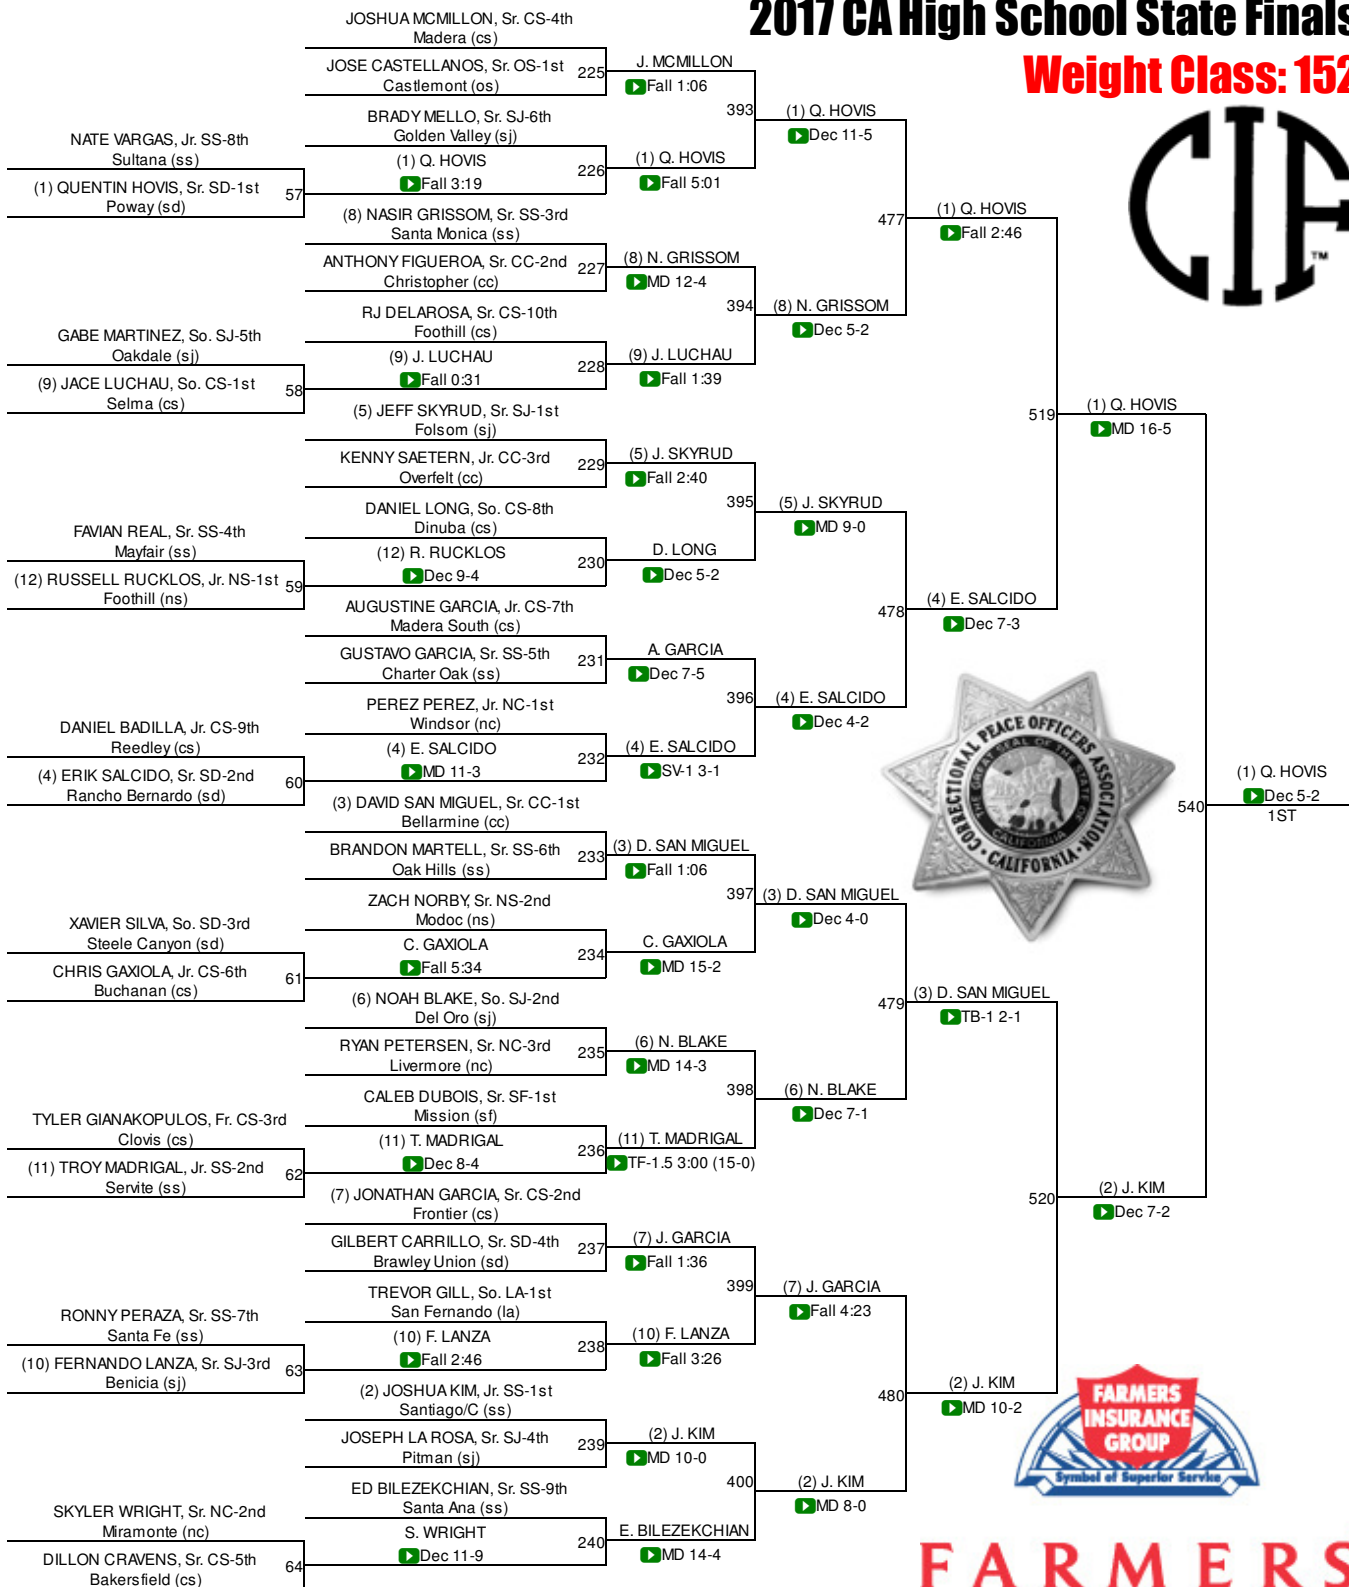 2017 CA High School State Finals
Weight Class: 152
CIF
TM
NATE VARGAS, Jr. SS-8th
Sultana (ss)
(1) QUENTIN HOVIS, Sr. SD-1st
Poway (sd)
57
GABE MARTINEZ, So. SJ-5th
Oakdale (sj)
(9) JACE LUCHAU, So. CS-1st
Selma (cs)
58
FAVIAN REAL, Sr. SS-4th
Mayfair (ss)
(12) RUSSELL RUCKLOS, Jr. NS-1st
Foothill (ns)
59
DANIEL BADILLA, Jr. CS-9th
Reedley (cs)
(4) ERIK SALCIDO, Sr. SD-2nd
Rancho Bernardo (sd)
60
XAVIER SILVA, So. SD-3rd
Steele Canyon (sd)
CHRIS GAXIOLA, Jr. CS-6th
Buchanan (cs)
61
TYLER GIANAKOPULOS, Fr. CS-3rd
Clovis (cs)
(11) TROY MADRIGAL, Jr. SS-2nd
Servite (ss)
62
RONNY PERAZA, Sr. SS-7th
Santa Fe (ss)
(10) FERNANDO LANZA, Sr. SJ-3rd
Benicia (sj)
63
SKYLER WRIGHT, Sr. NC-2nd
Miramonte (nc)
DILLON CRAVENS, Sr. CS-5th
Bakersfield (cs)
64
JOSHUA MCMILLON, Sr. CS-4th
Madera (cs)
JOSE CASTELLANOS, Sr. OS-1st
Castlemont (os)
225
BRADY MELLO, Sr. SJ-6th
Golden Valley (sj)
(1) Q. HOVIS
Fall 3:19
226
(8) NASIR GRISSOM, Sr. SS-3rd
Santa Monica (ss)
ANTHONY FIGUEROA, Sr. CC-2nd
Christopher (cc)
227
RJ DELAROSA, Sr. CS-10th
Foothill (cs)
(9) J. LUCHAU
Fall 0:31
228
(5) JEFF SKYRUD, Sr. SJ-1st
Folsom (sj)
KENNY SAETERN, Jr. CC-3rd
Overfelt (cc)
229
DANIEL LONG, So. CS-8th
Dinuba (cs)
(12) R. RUCKLOS
Dec 9-4
230
AUGUSTINE GARCIA, Jr. CS-7th
Madera South (cs)
GUSTAVO GARCIA, Sr. SS-5th
Charter Oak (ss)
231
PEREZ PEREZ, Jr. NC-1st
Windsor (nc)
(4) E. SALCIDO
MD 11-3
232
(3) DAVID SAN MIGUEL, Sr. CC-1st
Bellarmine (cc)
BRANDON MARTELL, Sr. SS-6th
Oak Hills (ss)
233
ZACH NORBY, Sr. NS-2nd
Modoc (ns)
C. GAXIOLA
Fall 5:34
234
(6) NOAH BLAKE, So. SJ-2nd
Del Oro (sj)
RYAN PETERSEN, Sr. NC-3rd
Livermore (nc)
235
CALEB DUBOIS, Sr. SF-1st
Mission (sf)
(11) T. MADRIGAL
Dec 8-4
236
(7) JONATHAN GARCIA, Sr. CS-2nd
Frontier (cs)
GILBERT CARRILLO, Sr. SD-4th
Brawley Union (sd)
237
TREVOR GILL, So. LA-1st
San Fernando (la)
(10) F. LANZA
Fall 2:46
238
(2) JOSHUA KIM, Jr. SS-1st
Santiago/C (ss)
JOSEPH LA ROSA, Sr. SJ-4th
Pitman (sj)
239
ED BILEZEKCHIAN, Sr. SS-9th
Santa Ana (ss)
S. WRIGHT
Dec 11-9
240
J. MCMILLON
Fall 1:06
393
(1) Q. HOVIS
Fall 5:01
(8) N. GRISSOM
MD 12-4
394
(9) J. LUCHAU
Fall 1:39
(5) J. SKYRUD
Fall 2:40
395
D. LONG
Dec 5-2
A. GARCIA
Dec 7-5
396
(4) E. SALCIDO
SV-1 3-1
(3) D. SAN MIGUEL
Fall 1:06
397
C. GAXIOLA
MD 15-2
(6) N. BLAKE
MD 14-3
398
(11) T. MADRIGAL
TF-1.5 3:00 (15-0)
(7) J. GARCIA
Fall 1:36
399
(10) F. LANZA
Fall 3:26
(2) J. KIM
MD 10-0
400
E. BILEZEKCHIAN
MD 14-4
(1) Q. HOVIS
Dec 11-5
477
(8) N. GRISSOM
Dec 5-2
(5) J. SKYRUD
MD 9-0
478
(4) E. SALCIDO
Dec 4-2
(3) D. SAN MIGUEL
Dec 4-0
479
(6) N. BLAKE
Dec 7-1
(7) J. GARCIA
Fall 4:23
480
(2) J. KIM
MD 8-0
(1) Q. HOVIS
Fall 2:46
519
(4) E. SALCIDO
Dec 7-3
(3) D. SAN MIGUEL
TB-1 2-1
520
(2) J. KIM
MD 10-2
(1) Q. HOVIS
MD 16-5
540
(2) J. KIM
Dec 7-2
(1) Q. HOVIS
Dec 5-2
1ST
CORRECTIONAL PEACE OFFICERS ASSOCIATION
CALIFORNIA
FARMERS
INSURANCE
GROUP
Symbol of Superior Service
FARMERS